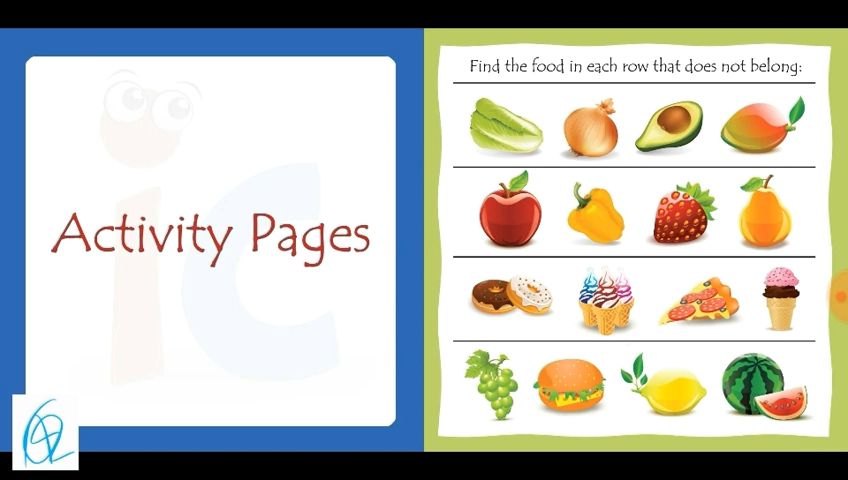 Activity Pages
Find the food in each row that does not belong: